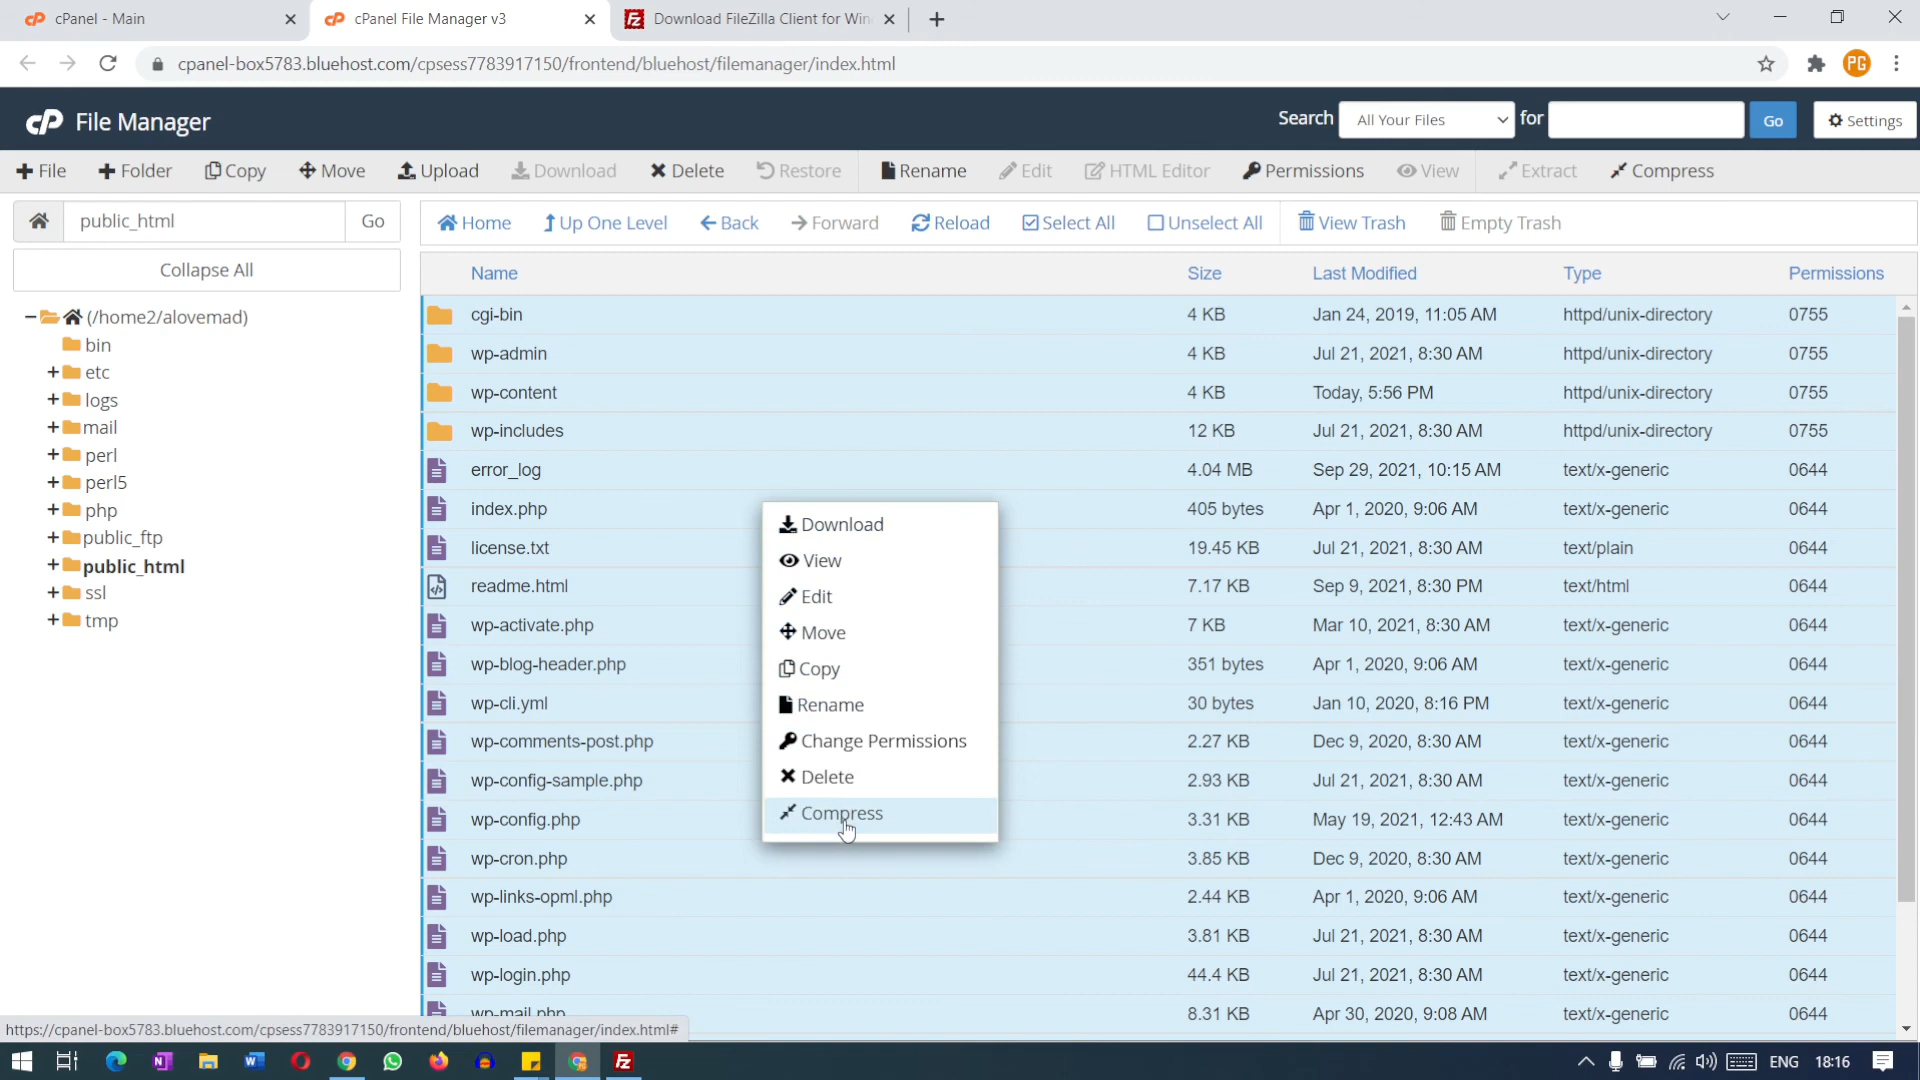 cPanel - Main
cPanel File Manager v3
Download FileZilla Client for Win
cpanel-box5783.bluehost.com/cpsess7783917150/frontend/bluehost/filemanager/index.html
PG
cP File Manager
Search All Your Files for Go Settings
File Folder Copy Move Upload Download Delete Restore Rename Edit HTML Editor Permissions View Extract Compress
public_html Go
Home Up One Level Back Forward Reload Select All Unselect All View Trash Empty Trash
Collapse All
(/home2/alovemad)
bin
etc
logs
mail
perl
perl5
php
public_ftp
public_html
ssl
tmp
Name Size Last Modified Type Permissions
cgi-bin 4 KB Jan 24, 2019, 11:05 AM httpd/unix-directory 0755
wp-admin 4 KB Jul 21, 2021, 8:30 AM httpd/unix-directory 0755
wp-content 4 KB Today, 5:56 PM httpd/unix-directory 0755
wp-includes 12 KB Jul 21, 2021, 8:30 AM httpd/unix-directory 0755
error_log 4.04 MB Sep 29, 2021, 10:15 AM text/x-generic 0644
index.php 405 bytes Apr 1, 2020, 9:06 AM text/x-generic 0644
license.txt 19.45 KB Jul 21, 2021, 8:30 AM text/plain 0644
readme.html 7.17 KB Sep 9, 2021, 8:30 PM text/html 0644
wp-activate.php 7 KB Mar 10, 2021, 8:30 AM text/x-generic 0644
wp-blog-header.php 351 bytes Apr 1, 2020, 9:06 AM text/x-generic 0644
wp-cli.yml 30 bytes Jan 10, 2020, 8:16 PM text/x-generic 0644
wp-comments-post.php 2.27 KB Dec 9, 2020, 8:30 AM text/x-generic 0644
wp-config-sample.php 2.93 KB Jul 21, 2021, 8:30 AM text/x-generic 0644
wp-config.php 3.31 KB May 19, 2021, 12:43 AM text/x-generic 0644
wp-cron.php 3.85 KB Dec 9, 2020, 8:30 AM text/x-generic 0644
wp-links-opml.php 2.44 KB Apr 1, 2020, 9:06 AM text/x-generic 0644
wp-load.php 3.81 KB Jul 21, 2021, 8:30 AM text/x-generic 0644
wp-login.php 44.4 KB Jul 21, 2021, 8:30 AM text/x-generic 0644
wp-mail.php 8.31 KB Apr 30, 2020, 9:08 AM text/x-generic 0644
Download
View
Edit
Move
Copy
Rename
Change Permissions
Delete
Compress
https://cpanel-box5783.bluehost.com/cpsess7783917150/frontend/bluehost/filemanager/index.html#
ENG 18:16